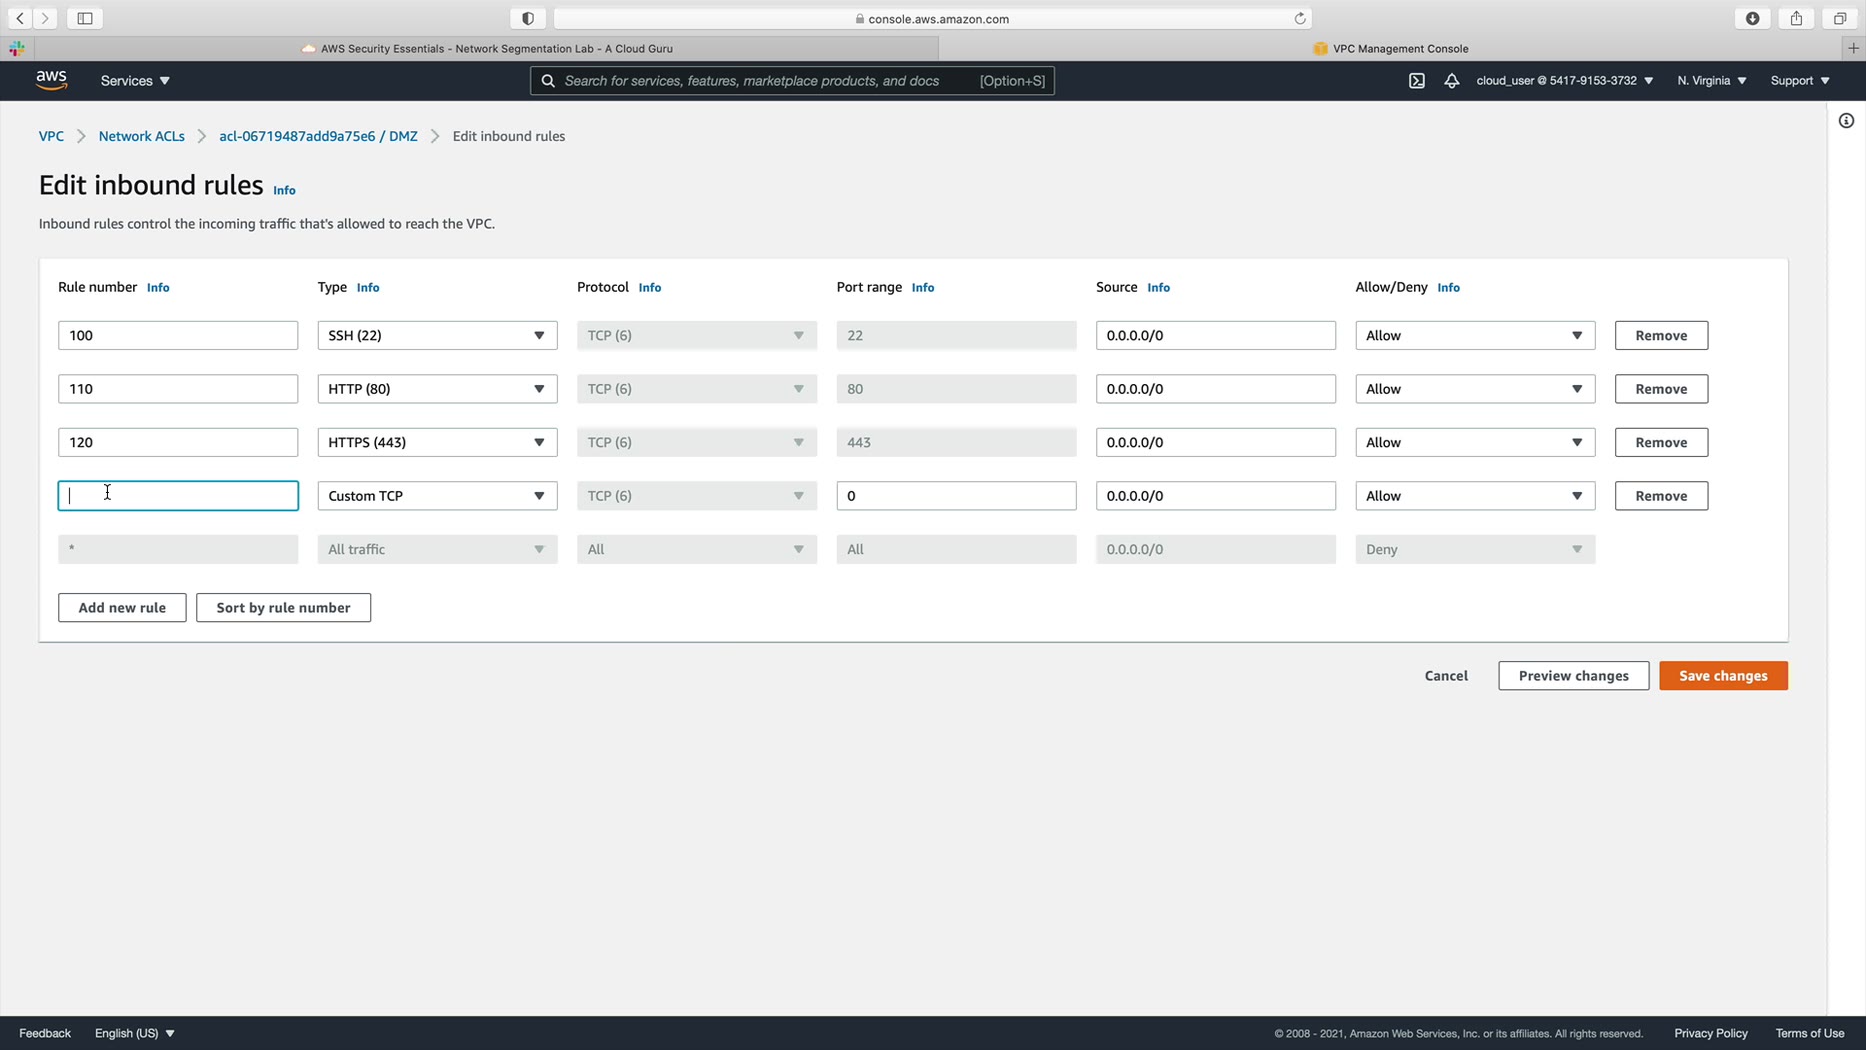 console.aws.amazon.com
AWS Security Essentials - Network Segmentation Lab - A Cloud Guru
VPC Management Console
aws
Services
Search for services, features, marketplace products, and docs [Option+S]
cloud_user @ 5417-9153-3732
N. Virginia
Support
VPC
Network ACLs
acl-06719487add9a75e6 / DMZ
Edit inbound rules
Edit inbound rules Info
Inbound rules control the incoming traffic that's allowed to reach the VPC.
Rule number Info Type Info Protocol Info Port range Info Source Info Allow/Deny Info
100 SSH (22) TCP (6) 22 0.0.0.0/0 Allow Remove
110 HTTP (80) TCP (6) 80 0.0.0.0/0 Allow Remove
120 HTTPS (443) TCP (6) 443 0.0.0.0/0 Allow Remove
Custom TCP TCP (6) 0 0.0.0.0/0 Allow Remove
* All traffic All All 0.0.0.0/0 Deny
Add new rule Sort by rule number
Cancel Preview changes Save changes
Feedback English (US) © 2008 - 2021, Amazon Web Services, Inc. or its affiliates. All rights reserved. Privacy Policy Terms of Use